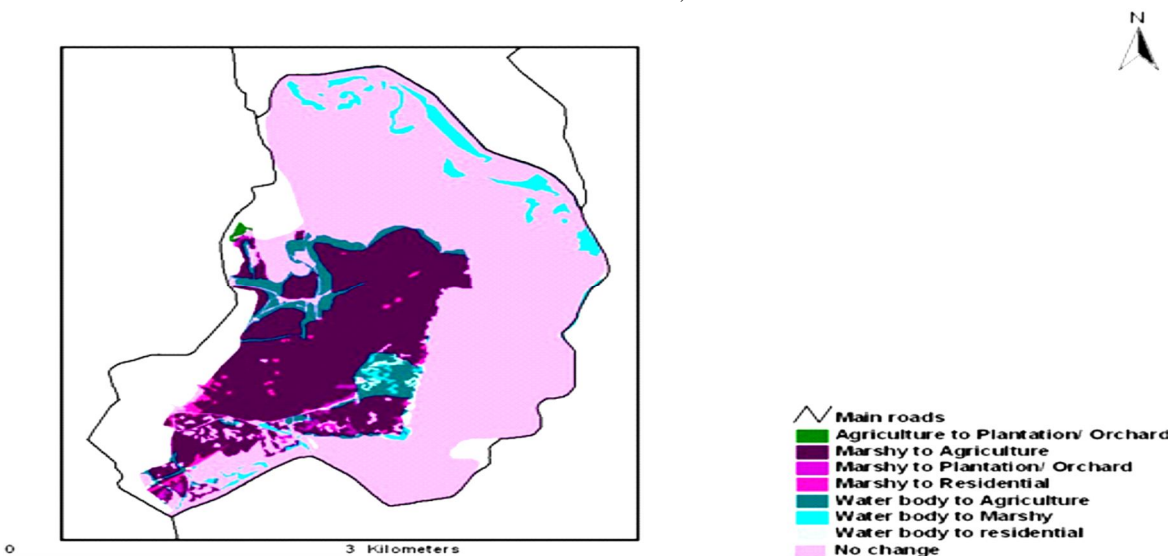 N
Main roads
Agriculture to Plantation/ Orchard
Marshy to Agriculture
Marshy to Plantation/ Orchard
Marshy to Residential
Water body to Agriculture
Water body to Marshy
Water body to residential
No change
0 3 Kilometers